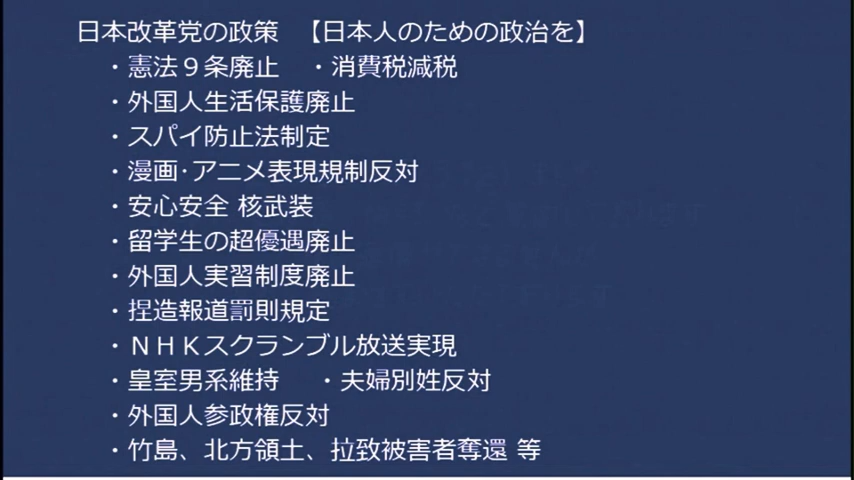 日本改革党の政策　【日本人のための政治を】
・憲法９条廃止　・消費税減税
・外国人生活保護廃止
・スパイ防止法制定
・漫画･アニメ表現規制反対
・安心安全 核武装
・留学生の超優遇廃止
・外国人実習制度廃止
・捏造報道罰則規定
・ＮＨＫスクランブル放送実現
・皇室男系維持　・夫婦別姓反対
・外国人参政権反対
・竹島、北方領土、拉致被害者奪還 等